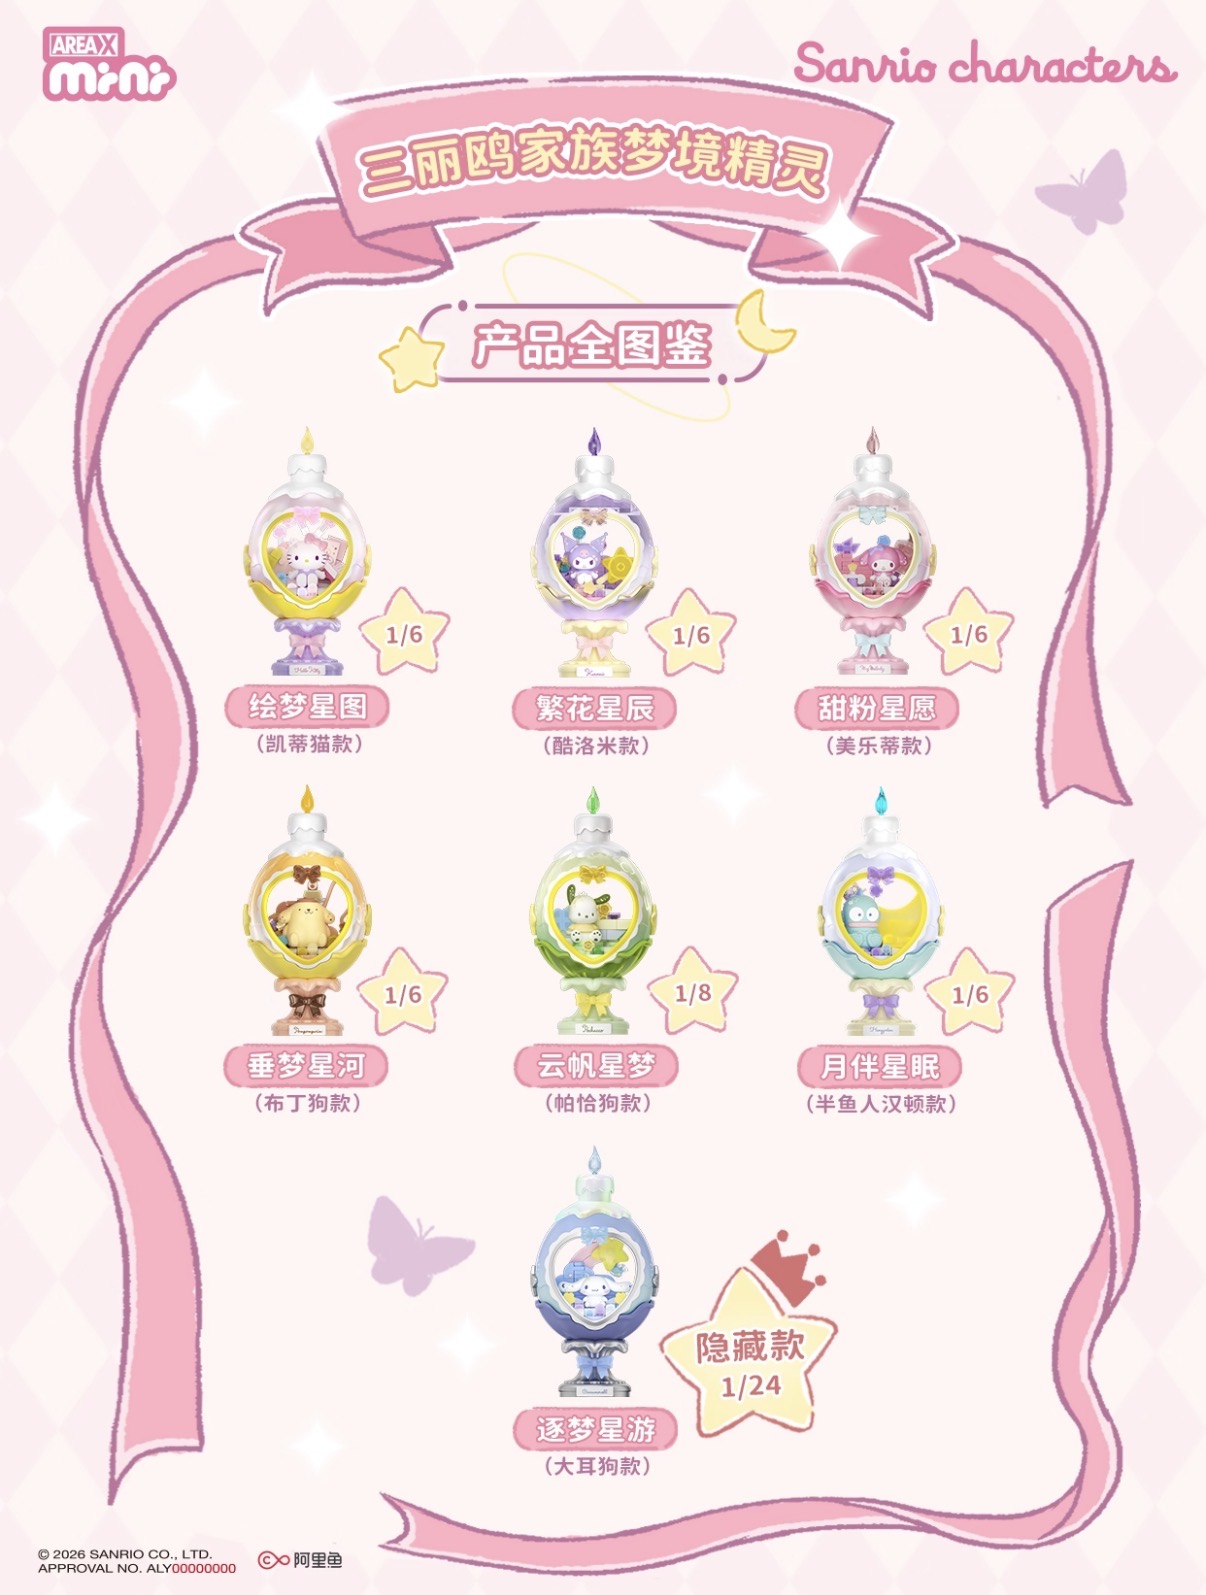 AREA X
mini
Sanrio characters
三丽鸥家族梦境精灵
产品全图鉴
1/6
1/6
1/6
Hello Kitty
Kuromi
My Melody
绘梦星图
繁花星辰
甜粉星愿
（凯蒂猫款）
（酷洛米款）
（美乐蒂款）
1/6
1/8
1/6
垂梦星河
云帆星梦
月伴星眠
（布丁狗款）
（帕恰狗款）
（半鱼人汉顿款）
隐藏款
1/24
逐梦星游
（大耳狗款）
© 2026 SANRIO CO., LTD.
APPROVAL NO. ALY00000000
阿里鱼